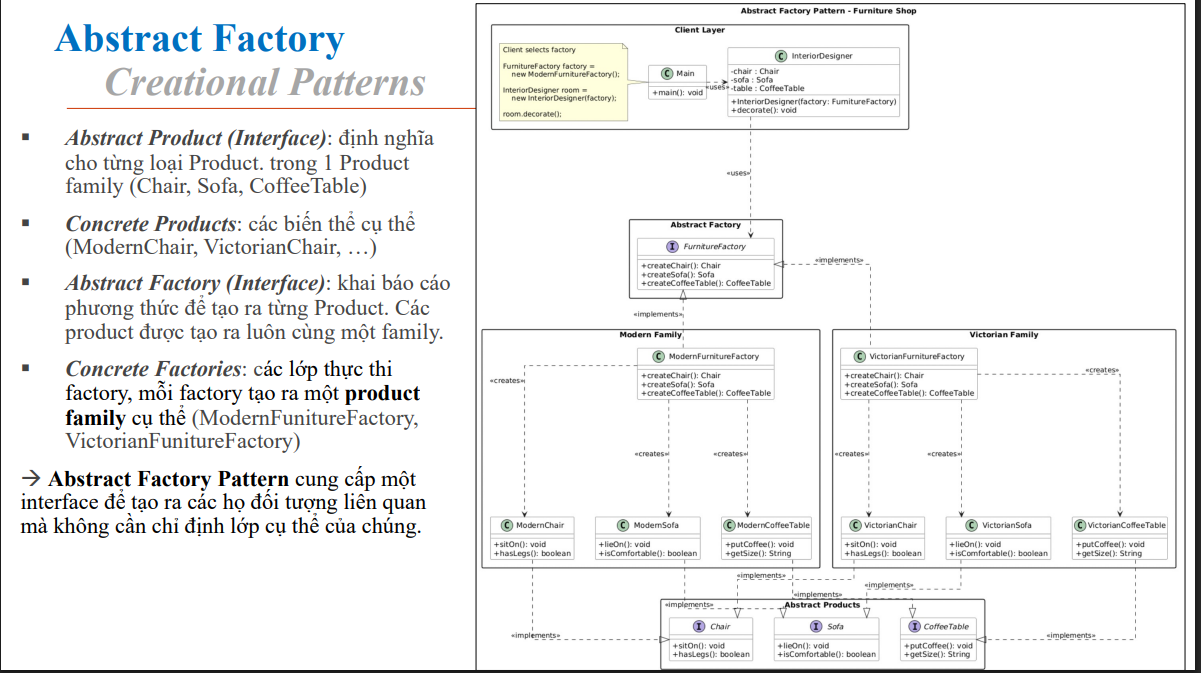 Abstract Factory
Creational Patterns
▪ Abstract Product (Interface): định nghĩa
cho từng loại Product. trong 1 Product
family (Chair, Sofa, CoffeeTable)
▪ Concrete Products: các biến thể cụ thể
(ModernChair, VictorianChair, …)
▪ Abstract Factory (Interface): khai báo cáo
phương thức để tạo ra từng Product. Các
product được tạo ra luôn cùng một family.
▪ Concrete Factories: các lớp thực thi
factory, mỗi factory tạo ra một product
family cụ thể (ModernFunitureFactory,
VictorianFunitureFactory)
→ Abstract Factory Pattern cung cấp một
interface để tạo ra các họ đối tượng liên quan
mà không cần chỉ định lớp cụ thể của chúng.
Abstract Factory Pattern - Furniture Shop
Client Layer
Client selects factory
FurnitureFactory factory =
new ModernFurnitureFactory();
InteriorDesigner room =
new InteriorDesigner(factory);
room.decorate();
C Main
+main(): void
«uses»
C InteriorDesigner
-chair : Chair
-sofa : Sofa
-table : CoffeeTable
+InteriorDesigner(factory: FurnitureFactory)
+decorate(): void
«uses»
Abstract Factory
I FurnitureFactory
+createChair(): Chair
+createSofa(): Sofa
+createCoffeeTable(): CoffeeTable
«implements»
«implements»
Modern Family
C ModernFurnitureFactory
+createChair(): Chair
+createSofa(): Sofa
+createCoffeeTable(): CoffeeTable
«creates»
«creates»
«creates»
C ModernChair
+sitOn(): void
+hasLegs(): boolean
C ModernSofa
+lieOn(): void
+isComfortable(): boolean
C ModernCoffeeTable
+putCoffee(): void
+getSize(): String
Victorian Family
C VictorianFurnitureFactory
+createChair(): Chair
+createSofa(): Sofa
+createCoffeeTable(): CoffeeTable
«creates»
«creates»
«creates»
C VictorianChair
+sitOn(): void
+hasLegs(): boolean
C VictorianSofa
+lieOn(): void
+isComfortable(): boolean
C VictorianCoffeeTable
+putCoffee(): void
+getSize(): String
«implements»
«implements»
«implements»
«implements»
«implements»
«implements»
Abstract Products
I Chair
+sitOn(): void
+hasLegs(): boolean
I Sofa
+lieOn(): void
+isComfortable(): boolean
I CoffeeTable
+putCoffee(): void
+getSize(): String